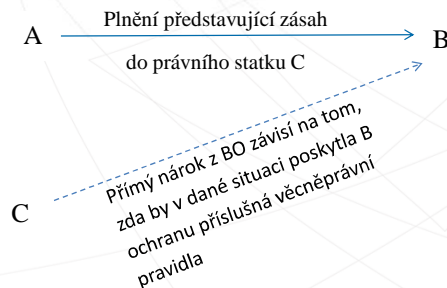 A
Plnění představující zásah
B
do právního statku C
Přímý nárok z BO závisí na tom,
zda by v dané situaci poskytla B
ochranu příslušná věcněprávní
pravidla
C